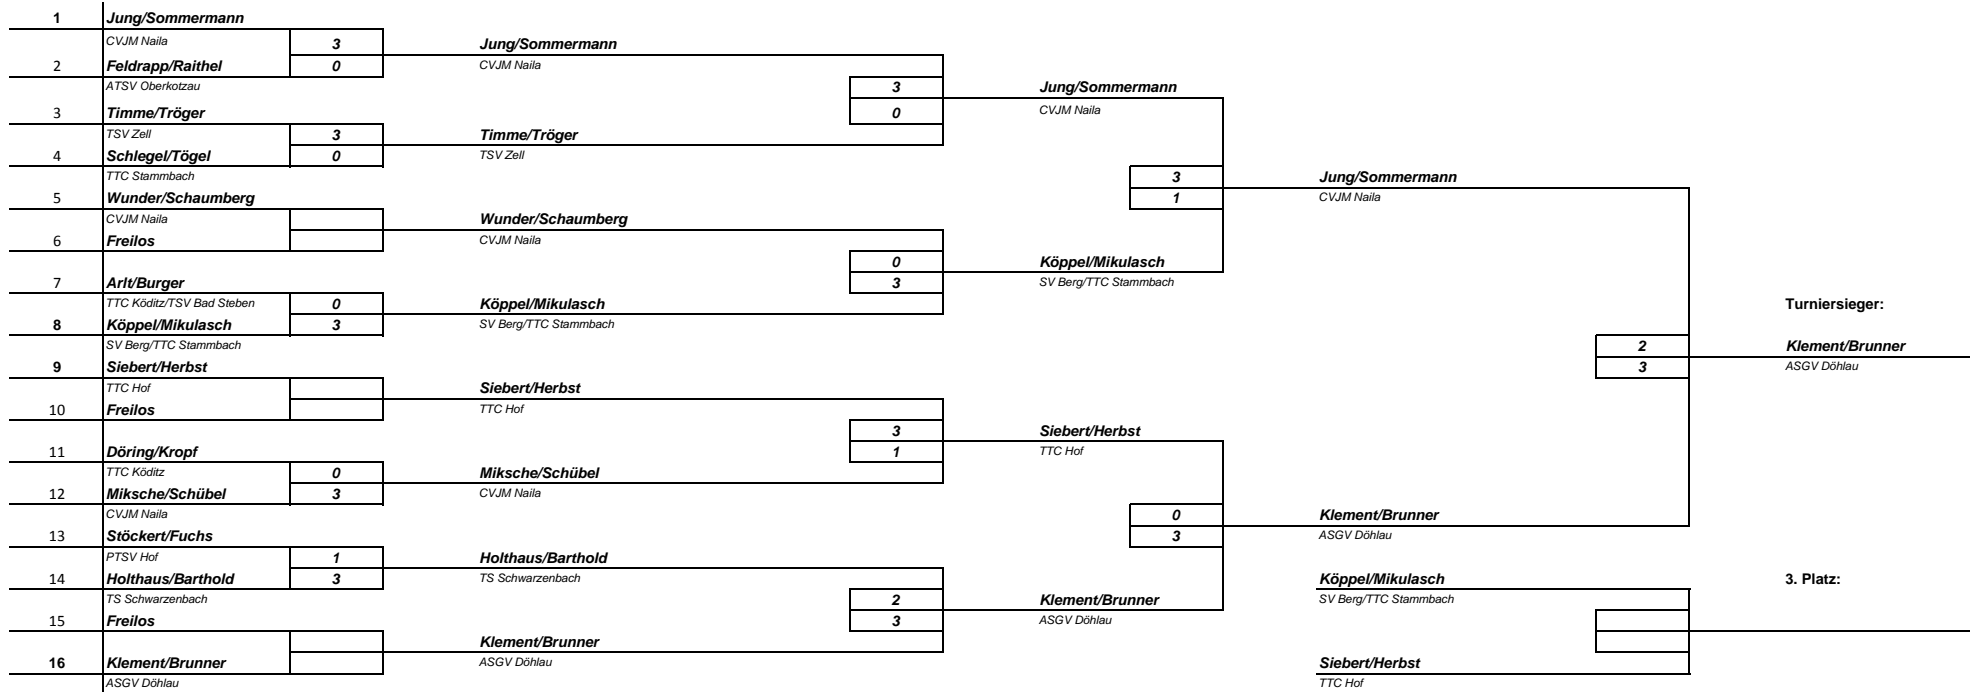 1 Jung/Sommermann
CVJM Naila 3 Jung/Sommermann
2 Feldrapp/Raithel 0 CVJM Naila
ATSV Oberkotzau 3 Jung/Sommermann
3 Timme/Tröger 0 CVJM Naila
TSV Zell 3 Timme/Tröger
4 Schlegel/Tögel 0 TSV Zell
TTC Stammbach 3 Jung/Sommermann
5 Wunder/Schaumberg 1 CVJM Naila
CVJM Naila Wunder/Schaumberg
6 Freilos CVJM Naila
0 Köppel/Mikulasch
7 Arlt/Burger 3 SV Berg/TTC Stammbach
TTC Köditz/TSV Bad Steben 0 Köppel/Mikulasch Turniersieger:
8 Köppel/Mikulasch 3 SV Berg/TTC Stammbach
SV Berg/TTC Stammbach 2 Klement/Brunner
9 Siebert/Herbst 3 ASGV Döhlau
TTC Hof Siebert/Herbst
10 Freilos TTC Hof
3 Siebert/Herbst
11 Döring/Kropf 1 TTC Hof
TTC Köditz 0 Miksche/Schübel
12 Miksche/Schübel 3 CVJM Naila
CVJM Naila 0 Klement/Brunner
13 Stöckert/Fuchs 3 ASGV Döhlau
PTSV Hof 1 Holthaus/Barthold
14 Holthaus/Barthold 3 TS Schwarzenbach Köppel/Mikulasch 3. Platz:
TS Schwarzenbach 2 Klement/Brunner SV Berg/TTC Stammbach
15 Freilos 3 ASGV Döhlau
Klement/Brunner
16 Klement/Brunner ASGV Döhlau Siebert/Herbst
ASGV Döhlau TTC Hof